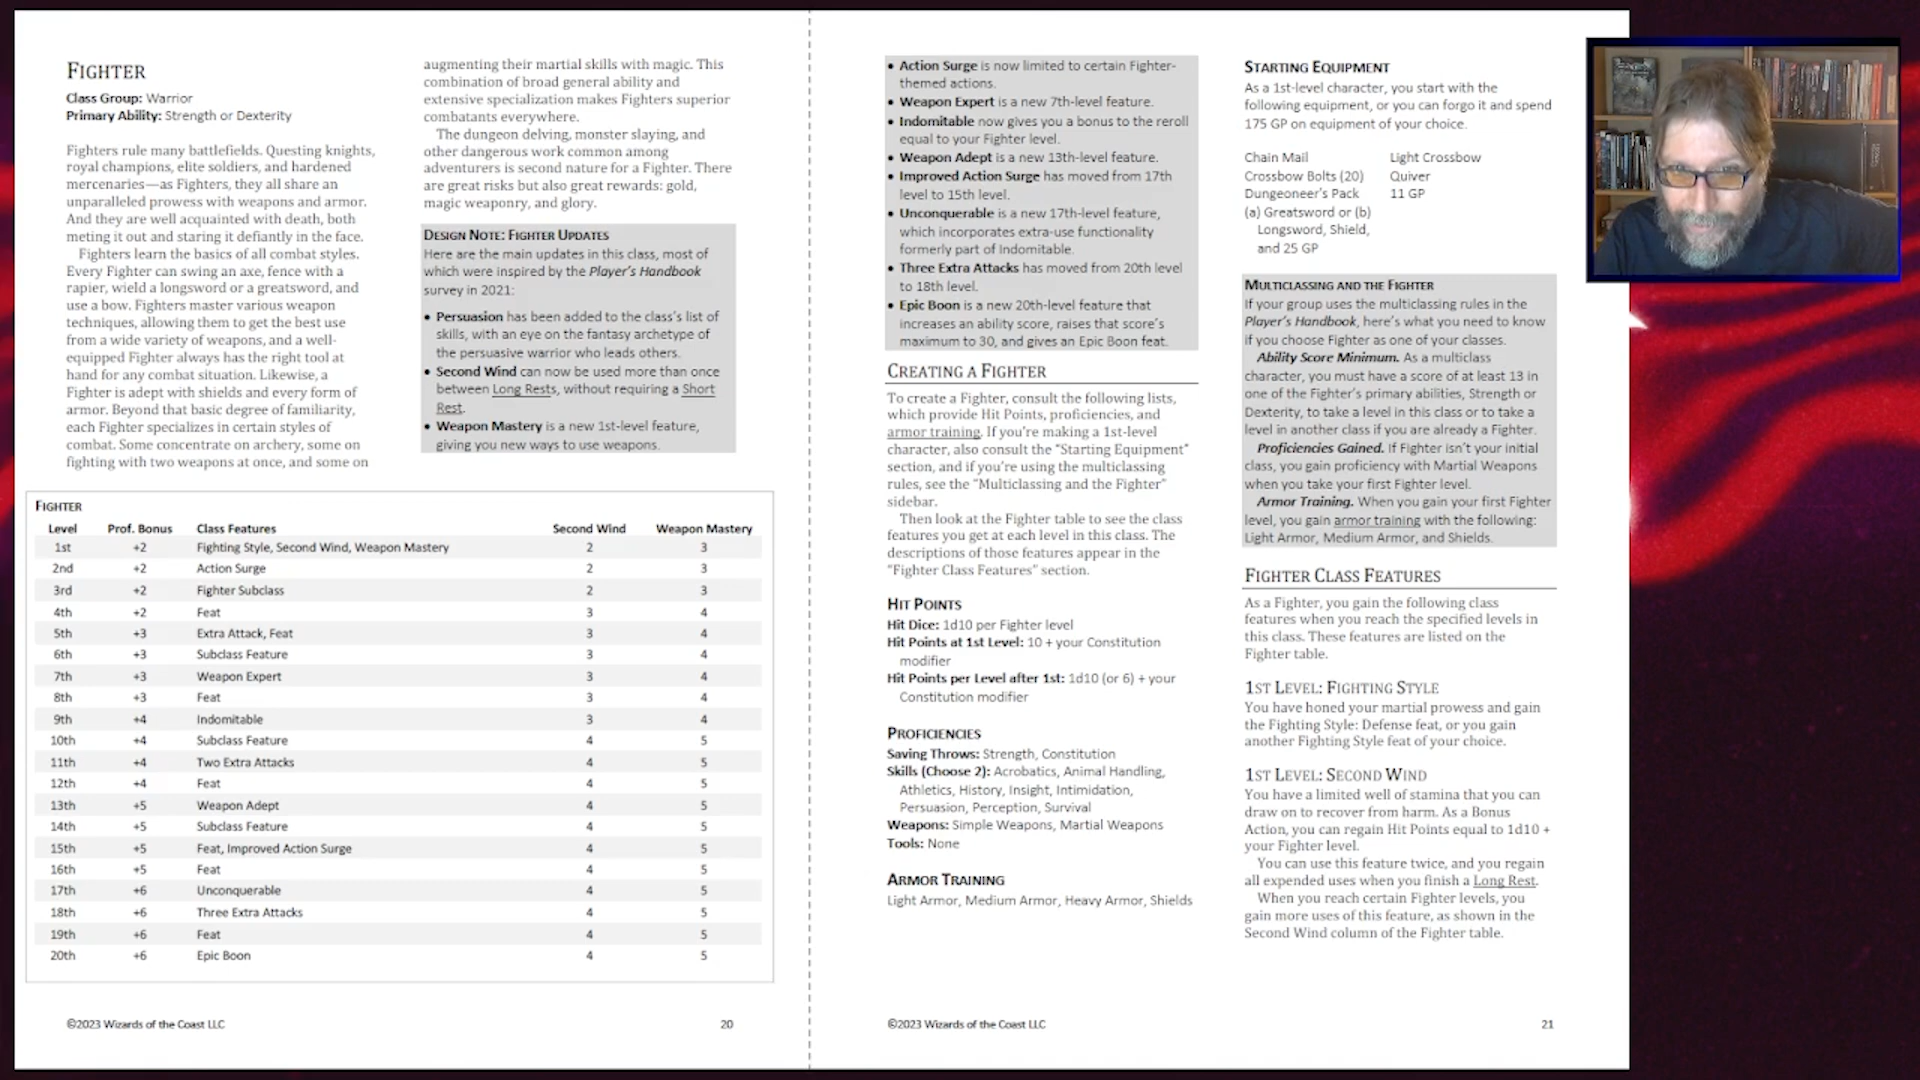 FIGHTER
Class Group: Warrior
Primary Ability: Strength or Dexterity
Fighters rule many battlefields. Questing knights,
royal champions, elite soldiers, and hardened
mercenaries—as Fighters, they all share an
unparalleled prowess with weapons and armor.
And they are well acquainted with death, both
meting it out and staring it defiantly in the face.
Fighters learn the basics of all combat styles.
Every Fighter can swing an axe, fence with a
rapier, wield a longsword or a greatsword, and
use a bow. Fighters master various weapon
techniques, allowing them to get the best use
from a wide variety of weapons, and a well-
equipped Fighter always has the right tool at
hand for any combat situation. Likewise, a
Fighter is adept with shields and every form of
armor. Beyond that basic degree of familiarity,
each Fighter specializes in certain styles of
combat. Some concentrate on archery, some on
fighting with two weapons at once, and some on
augmenting their martial skills with magic. This
combination of broad general ability and
extensive specialization makes Fighters superior
combatants everywhere.
The dungeon delving, monster slaying, and
other dangerous work common among
adventurers is second nature for a Fighter. There
are great risks but also great rewards: gold,
magic weaponry, and glory.
DESIGN NOTE: FIGHTER UPDATES
Here are the main updates in this class, most of
which were inspired by the Player's Handbook
survey in 2021:
• Persuasion has been added to the class's list of
skills, with an eye on the fantasy archetype of
the persuasive warrior who leads others.
• Second Wind can now be used more than once
between Long Rests, without requiring a Short
Rest.
• Weapon Mastery is a new 1st-level feature,
giving you new ways to use weapons.
FIGHTER
Level Prof. Bonus Class Features Second Wind Weapon Mastery
1st +2 Fighting Style, Second Wind, Weapon Mastery 2 3
2nd +2 Action Surge 2 3
3rd +2 Fighter Subclass 2 3
4th +2 Feat 3 4
5th +3 Extra Attack, Feat 3 4
6th +3 Subclass Feature 3 4
7th +3 Weapon Expert 3 4
8th +3 Feat 3 4
9th +4 Indomitable 3 4
10th +4 Subclass Feature 4 5
11th +4 Two Extra Attacks 4 5
12th +4 Feat 4 5
13th +5 Weapon Adept 4 5
14th +5 Subclass Feature 4 5
15th +5 Feat, Improved Action Surge 4 5
16th +5 Feat 4 5
17th +6 Unconquerable 4 5
18th +6 Three Extra Attacks 4 5
19th +6 Feat 4 5
20th +6 Epic Boon 4 5
©2023 Wizards of the Coast LLC 20
• Action Surge is now limited to certain Fighter-
themed actions.
• Weapon Expert is a new 7th-level feature.
• Indomitable now gives you a bonus to the reroll
equal to your Fighter level.
• Weapon Adept is a new 13th-level feature.
• Improved Action Surge has moved from 17th
level to 15th level.
• Unconquerable is a new 17th-level feature,
which incorporates extra-use functionality
formerly part of Indomitable.
• Three Extra Attacks has moved from 20th level
to 18th level.
• Epic Boon is a new 20th-level feature that
increases an ability score, raises that score's
maximum to 30, and gives an Epic Boon feat.
CREATING A FIGHTER
To create a Fighter, consult the following lists,
which provide Hit Points, proficiencies, and
armor training. If you're making a 1st-level
character, also consult the "Starting Equipment"
section, and if you're using the multiclassing
rules, see the "Multiclassing and the Fighter"
sidebar.
Then look at the Fighter table to see the class
features you get at each level in this class. The
descriptions of those features appear in the
"Fighter Class Features" section.
HIT POINTS
Hit Dice: 1d10 per Fighter level
Hit Points at 1st Level: 10 + your Constitution
modifier
Hit Points per Level after 1st: 1d10 (or 6) + your
Constitution modifier
PROFICIENCIES
Saving Throws: Strength, Constitution
Skills (Choose 2): Acrobatics, Animal Handling,
Athletics, History, Insight, Intimidation,
Persuasion, Perception, Survival
Weapons: Simple Weapons, Martial Weapons
Tools: None
ARMOR TRAINING
Light Armor, Medium Armor, Heavy Armor, Shields
STARTING EQUIPMENT
As a 1st-level character, you start with the
following equipment, or you can forgo it and spend
175 GP on equipment of your choice.
Chain Mail Light Crossbow
Crossbow Bolts (20) Quiver
Dungeoneer's Pack 11 GP
(a) Greatsword or (b)
Longsword, Shield,
and 25 GP
MULTICLASSING AND THE FIGHTER
If your group uses the multiclassing rules in the
Player's Handbook, here's what you need to know
if you choose Fighter as one of your classes.
Ability Score Minimum. As a multiclass
character, you must have a score of at least 13 in
one of the Fighter's primary abilities, Strength or
Dexterity, to take a level in this class or to take a
level in another class if you are already a Fighter.
Proficiencies Gained. If Fighter isn't your initial
class, you gain proficiency with Martial Weapons
when you take your first Fighter level.
Armor Training. When you gain your first Fighter
level, you gain armor training with the following:
Light Armor, Medium Armor, and Shields.
FIGHTER CLASS FEATURES
As a Fighter, you gain the following class
features when you reach the specified levels in
this class. These features are listed on the
Fighter table.
1ST LEVEL: FIGHTING STYLE
You have honed your martial prowess and gain
the Fighting Style: Defense feat, or you gain
another Fighting Style feat of your choice.
1ST LEVEL: SECOND WIND
You have a limited well of stamina that you can
draw on to recover from harm. As a Bonus
Action, you can regain Hit Points equal to 1d10 +
your Fighter level.
You can use this feature twice, and you regain
all expended uses when you finish a Long Rest.
When you reach certain Fighter levels, you
gain more uses of this feature, as shown in the
Second Wind column of the Fighter table.
©2023 Wizards of the Coast LLC 21